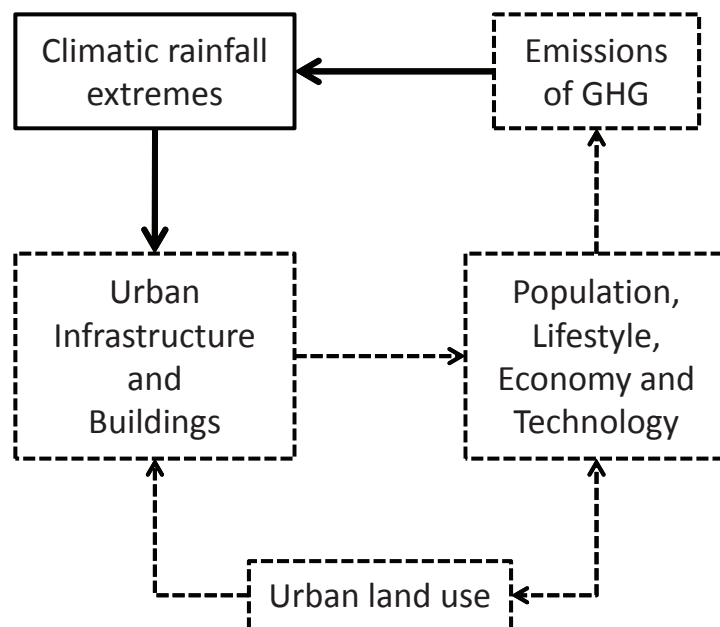 Climatic rainfall
extremes
Emissions
of GHG
Urban
Infrastructure
and
Buildings
Population,
Lifestyle,
Economy and
Technology
Urban land use